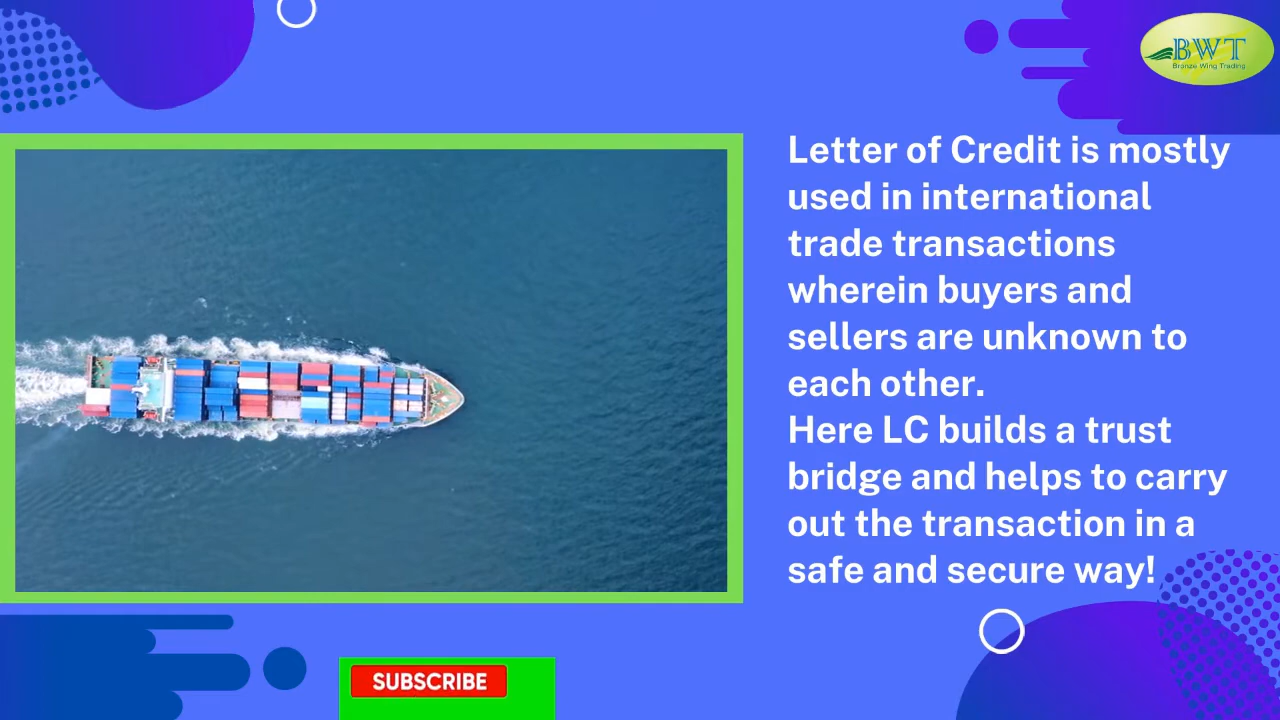 BWT
Bronze Wing Trading
Letter of Credit is mostly
used in international
trade transactions
wherein buyers and
sellers are unknown to
each other.
Here LC builds a trust
bridge and helps to carry
out the transaction in a
safe and secure way!
SUBSCRIBE